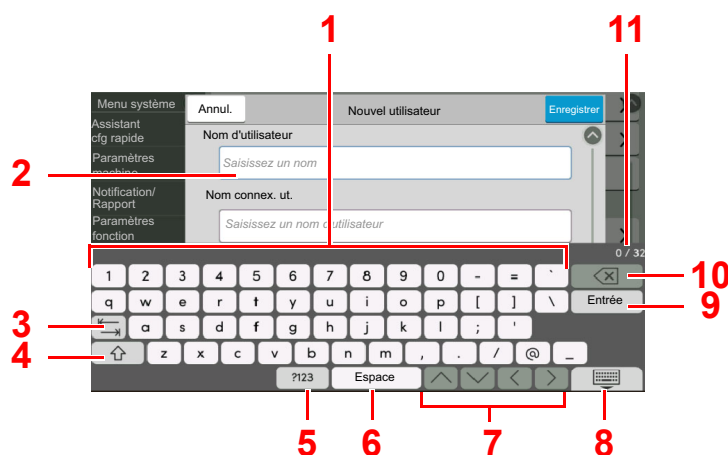 1
11
Menu système
Annul.
Nouvel utilisateur
Enregistrer
Assistant
cfg rapide
Nom d'utilisateur
Paramètres
machine
2
Saisissez un nom
Notification/
Rapport
Nom connex. ut.
Paramètres
fonction
Saisissez un nom d'utilisateur
0 / 32
1 2 3 4 5 6 7 8 9 0 - = `
10
q w e r t y u i o p [ ] \ Entrée
9
3
a s d f g h j k l ; '
4
z x c v b n m , . / @ _
?123 Espace
5 6 7 8